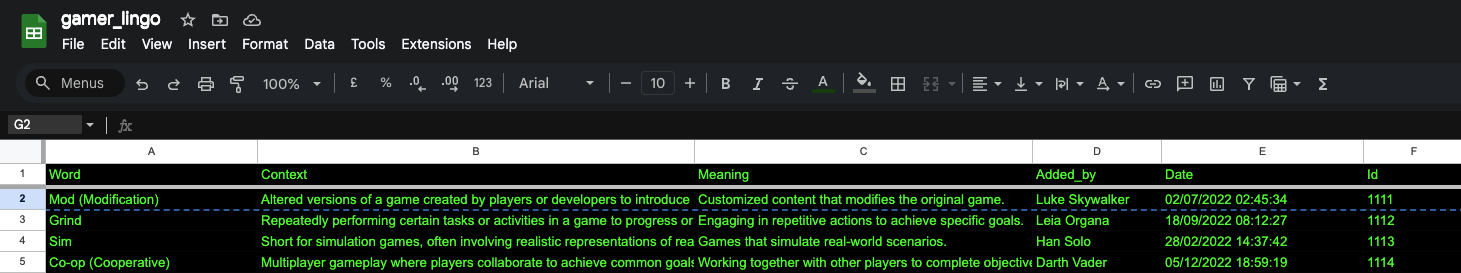 gamer_lingo
File Edit View Insert Format Data Tools Extensions Help
Menus 100% £ % .0 .00 123 Arial 10 B I A Σ
G2 fx
A B C D E F
1 Word Context Meaning Added_by Date Id
2 Mod (Modification) Altered versions of a game created by players or developers to introduce Customized content that modifies the original game. Luke Skywalker 02/07/2022 02:45:34 1111
3 Grind Repeatedly performing certain tasks or activities in a game to progress or Engaging in repetitive actions to achieve specific goals. Leia Organa 18/09/2022 08:12:27 1112
4 Sim Short for simulation games, often involving realistic representations of rea Games that simulate real-world scenarios. Han Solo 28/02/2022 14:37:42 1113
5 Co-op (Cooperative) Multiplayer gameplay where players collaborate to achieve common goals Working together with other players to complete objective Darth Vader 05/12/2022 18:59:19 1114